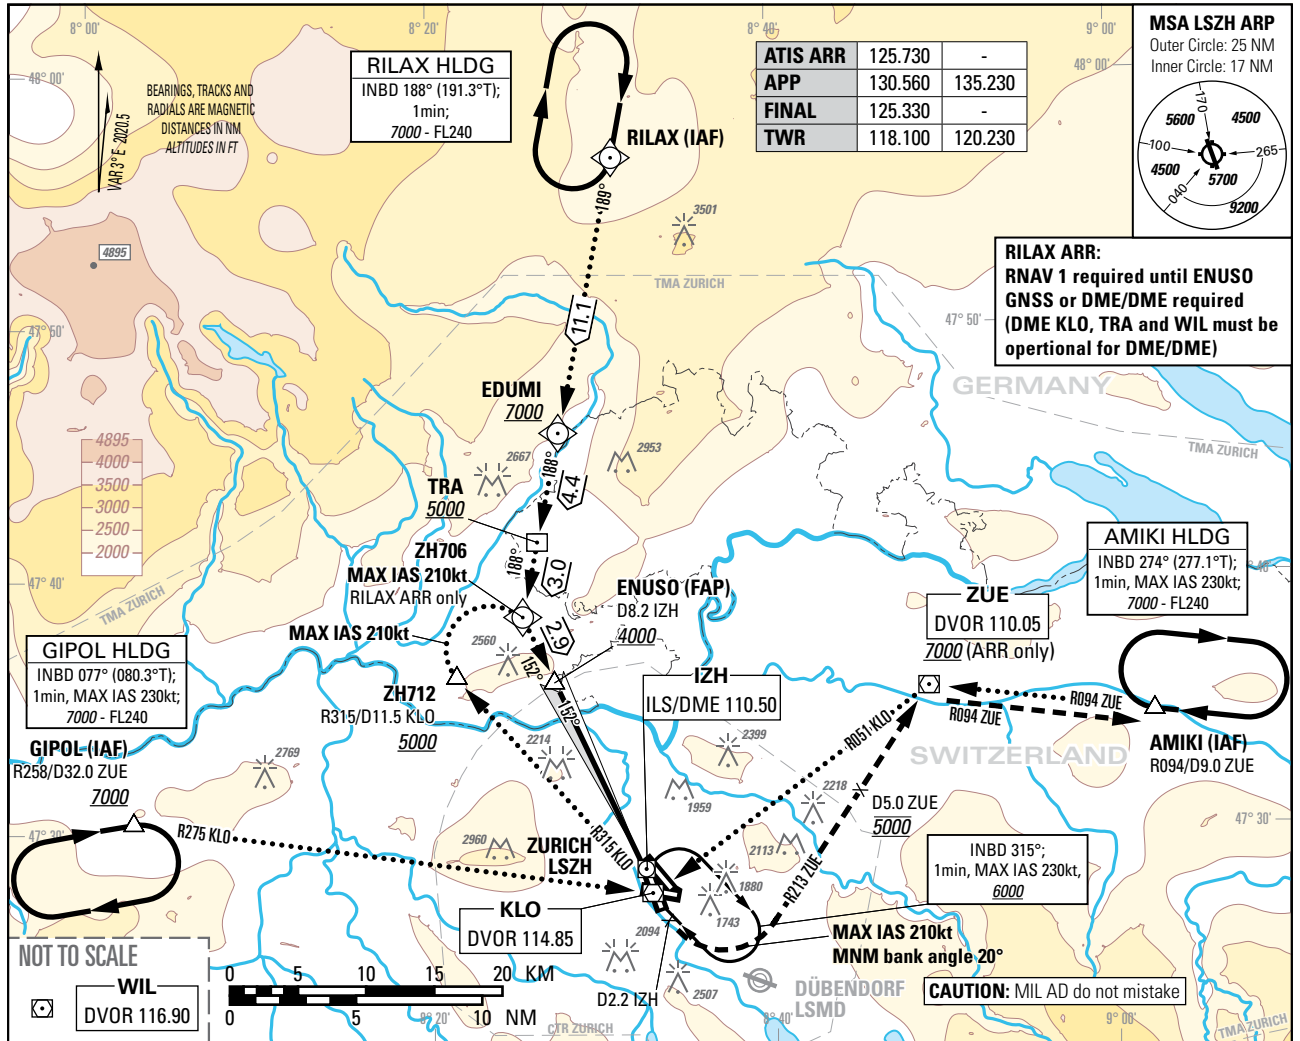 8° 00'
8° 20'
8° 40'
9° 00'
48° 00'
48° 00'
VAR 3° E 2020.5
BEARINGS, TRACKS AND
RADIALS ARE MAGNETIC
DISTANCES IN NM
ALTITUDES IN FT
RILAX HLDG
INBD 188° (191.3°T);
1min;
7000 - FL240
RILAX (IAF)
ATIS ARR 125.730 -
APP 130.560 135.230
FINAL 125.330 -
TWR 118.100 120.230
MSA LSZH ARP
Outer Circle: 25 NM
Inner Circle: 17 NM
170
5600
4500
100
265
4500
5700
040
9200
189°
3501
4895
TMA ZURICH
RILAX ARR:
RNAV 1 required until ENUSO
GNSS or DME/DME required
(DME KLO, TRA and WIL must be
opertional for DME/DME)
47° 50'
47° 50'
11.1
GERMANY
EDUMI
7000
TMA ZURICH
4895
4000
3500
3000
2500
2000
2667
2953
188°
4.4
TRA
5000
ZH706
MAX IAS 210kt
RILAX ARR only
188°
3.0
47° 40'
TMA ZURICH
MAX IAS 210kt
2.9
2560
152°
152°
ENUSO (FAP)
D8.2 IZH
4000
AMIKI HLDG
INBD 274° (277.1°T);
1min, MAX IAS 230kt;
7000 - FL240
ZUE
DVOR 110.05
7000 (ARR only)
GIPOL HLDG
INBD 077° (080.3°T);
1min, MAX IAS 230kt;
7000 - FL240
ZH712
R315/D11.5 KLO
5000
IZH
ILS/DME 110.50
R094 ZUE
R094 ZUE
R051 KLO
SWITZERLAND
AMIKI (IAF)
R094/D9.0 ZUE
GIPOL (IAF)
R258/D32.0 ZUE
7000
2769
2214
2399
1959
2218
D5.0 ZUE
5000
47° 30'
47° 30'
R275 KLO
R315 KLO
2960
ZURICH
LSZH
2113
R213 ZUE
INBD 315°;
1min, MAX IAS 230kt,
6000
1880
1743
KLO
DVOR 114.85
2094
MAX IAS 210kt
MNM bank angle 20°
NOT TO SCALE
WIL
DVOR 116.90
0 5 10 15 20 KM
0 5 10 NM
D2.2 IZH
2507
DÜBENDORF
LSMD
CAUTION: MIL AD do not mistake
8° 20'
CTR ZURICH
8° 40'
9° 00'
TMA ZURICH